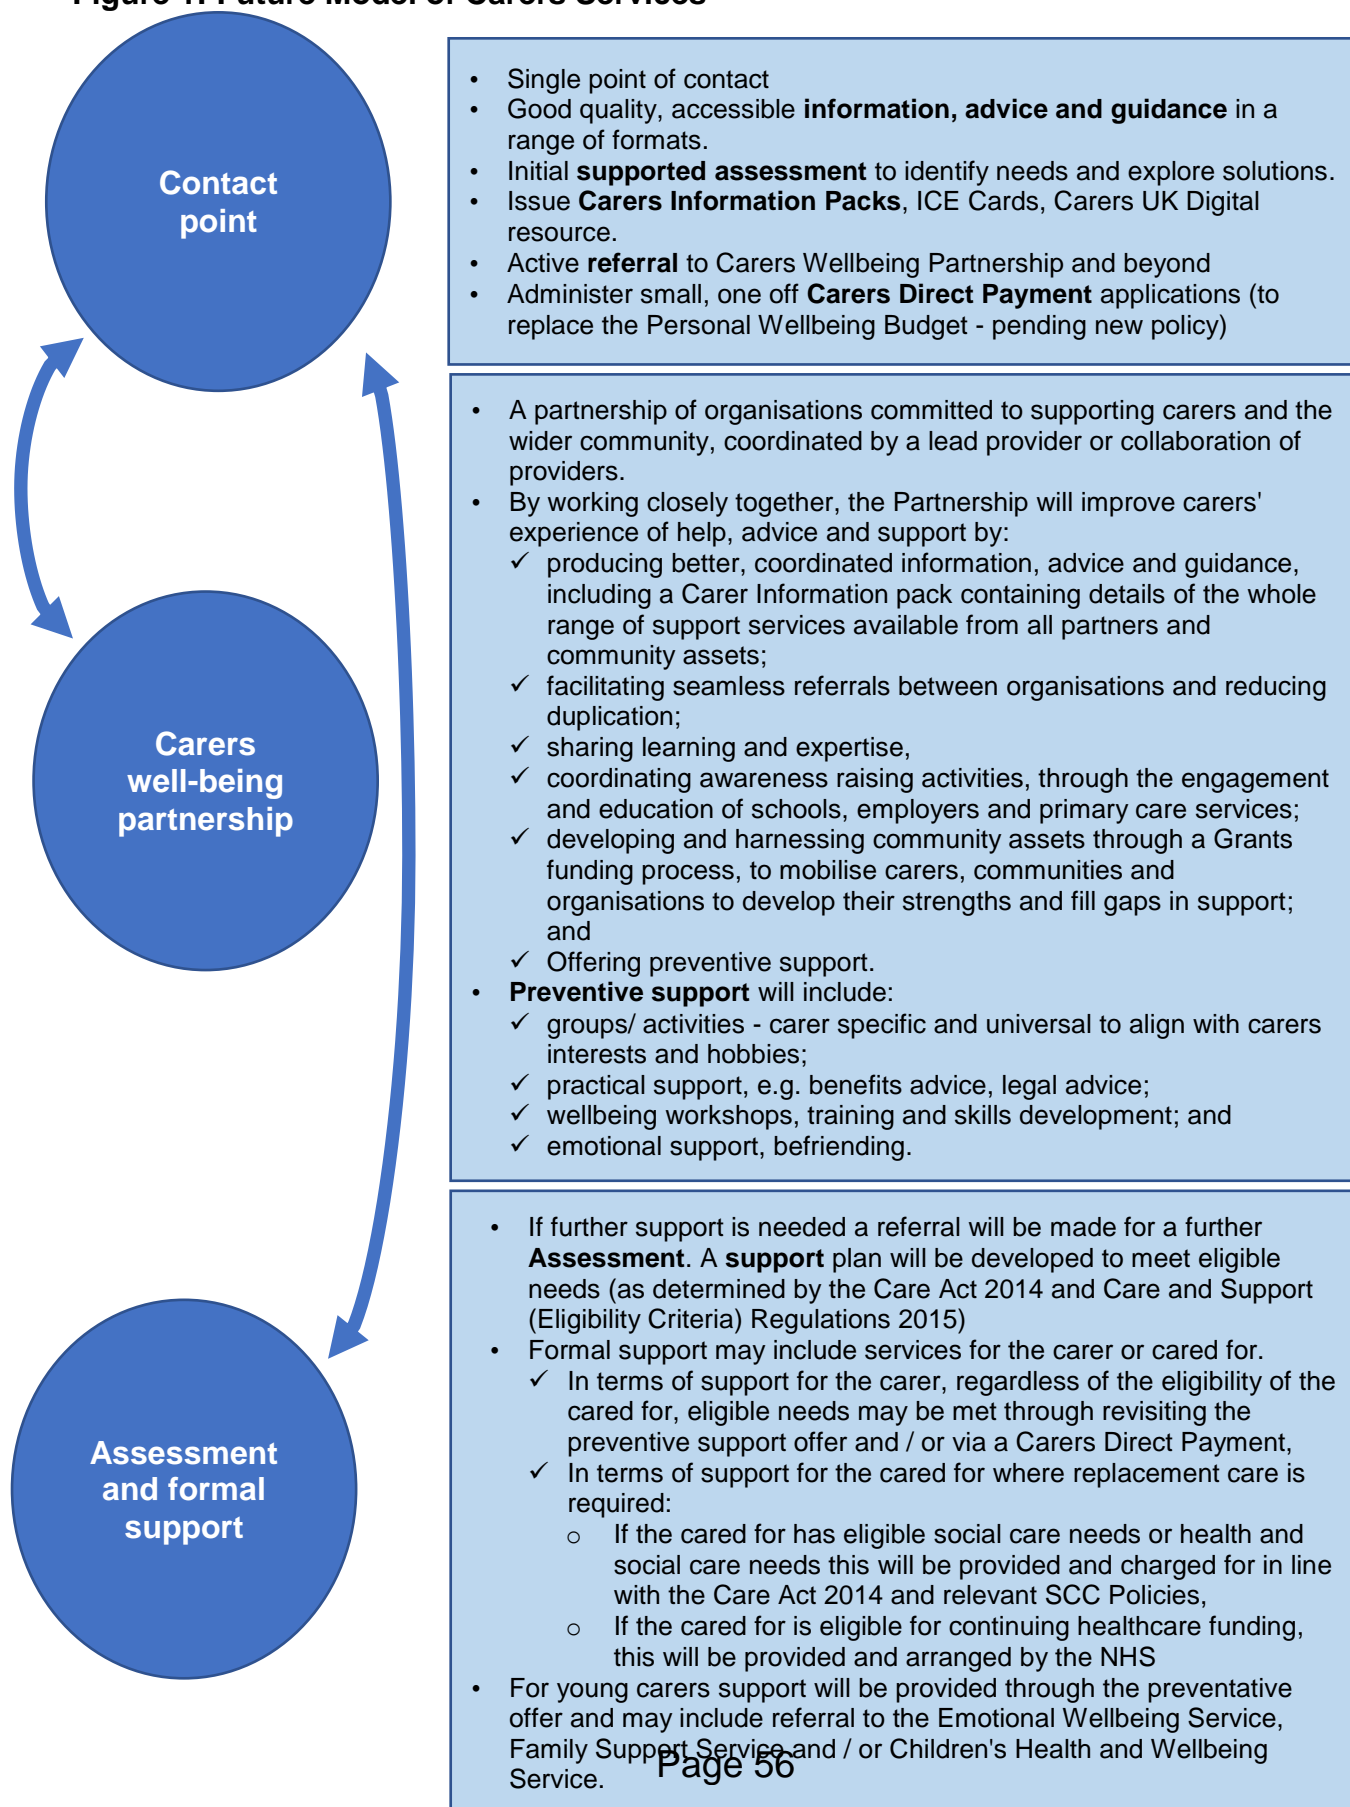 Figure 1: Future Model of Carers Services
Contact
point
• Single point of contact
• Good quality, accessible information, advice and guidance in a
range of formats.
• Initial supported assessment to identify needs and explore solutions.
• Issue Carers Information Packs, ICE Cards, Carers UK Digital
resource.
• Active referral to Carers Wellbeing Partnership and beyond
• Administer small, one off Carers Direct Payment applications (to
replace the Personal Wellbeing Budget - pending new policy)
Carers
well-being
partnership
• A partnership of organisations committed to supporting carers and the
wider community, coordinated by a lead provider or collaboration of
providers.
• By working closely together, the Partnership will improve carers'
experience of help, advice and support by:
✓ producing better, coordinated information, advice and guidance,
including a Carer Information pack containing details of the whole
range of support services available from all partners and
community assets;
✓ facilitating seamless referrals between organisations and reducing
duplication;
✓ sharing learning and expertise,
✓ coordinating awareness raising activities, through the engagement
and education of schools, employers and primary care services;
✓ developing and harnessing community assets through a Grants
funding process, to mobilise carers, communities and
organisations to develop their strengths and fill gaps in support;
and
✓ Offering preventive support.
• Preventive support will include:
✓ groups/ activities - carer specific and universal to align with carers
interests and hobbies;
✓ practical support, e.g. benefits advice, legal advice;
✓ wellbeing workshops, training and skills development; and
✓ emotional support, befriending.
Assessment
and formal
support
• If further support is needed a referral will be made for a further
Assessment. A support plan will be developed to meet eligible
needs (as determined by the Care Act 2014 and Care and Support
(Eligibility Criteria) Regulations 2015)
• Formal support may include services for the carer or cared for.
✓ In terms of support for the carer, regardless of the eligibility of the
cared for, eligible needs may be met through revisiting the
preventive support offer and / or via a Carers Direct Payment,
✓ In terms of support for the cared for where replacement care is
required:
○ If the cared for has eligible social care needs or health and
social care needs this will be provided and charged for in line
with the Care Act 2014 and relevant SCC Policies,
○ If the cared for is eligible for continuing healthcare funding,
this will be provided and arranged by the NHS
• For young carers support will be provided through the preventative
offer and may include referral to the Emotional Wellbeing Service,
Family Support Service and / or Children's Health and Wellbeing
Service.
Page 56